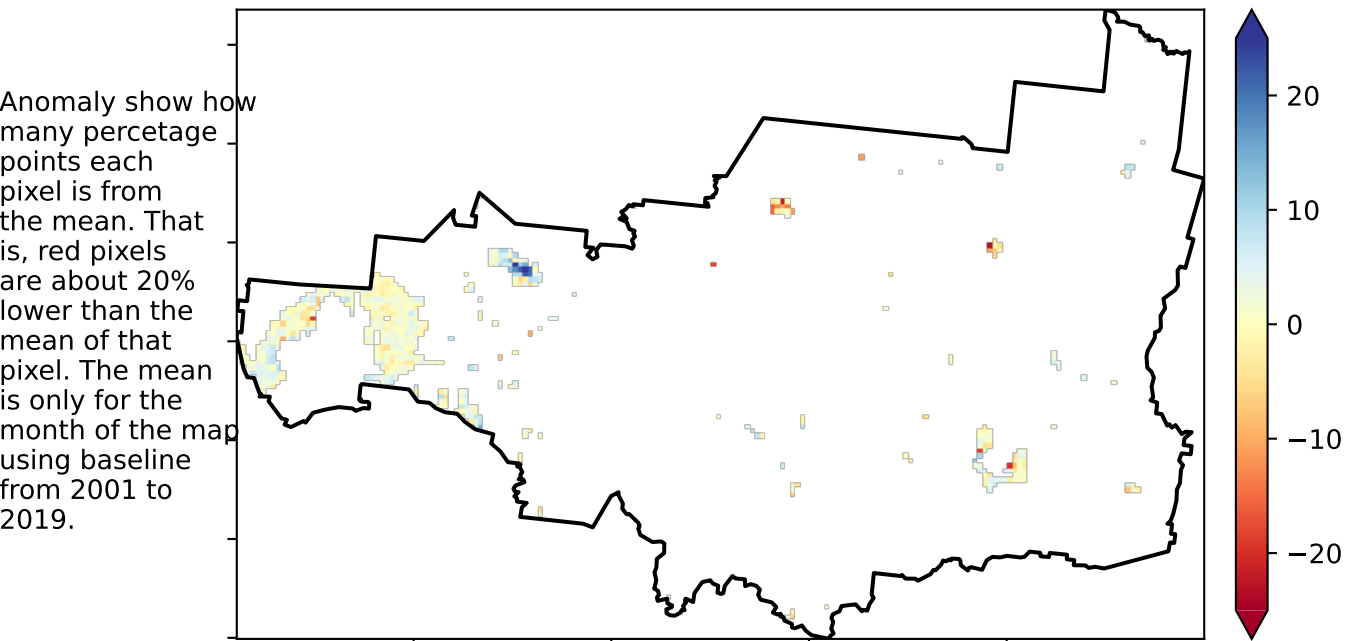 Anomaly show how
many percetage
points each
pixel is from
the mean. That
is, red pixels
are about 20%
lower than the
mean of that
pixel. The mean
is only for the
month of the map
using baseline
from 2001 to
2019.
20
10
0
−10
−20